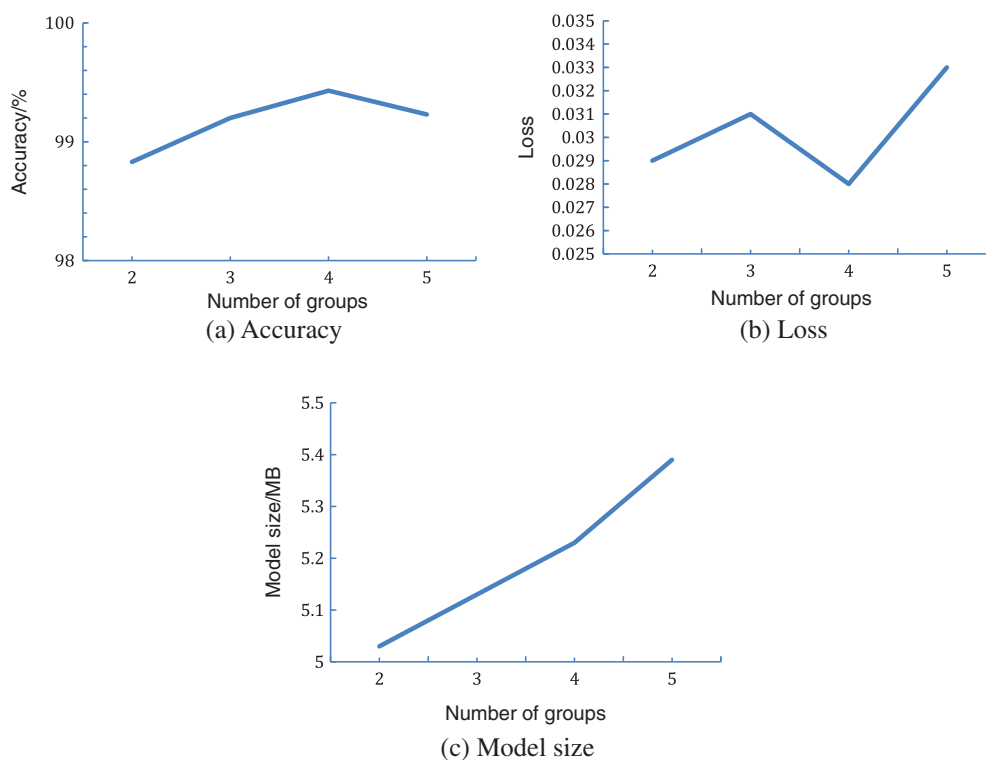 100
99
98
Accuracy/%
2 3 4 5
Number of groups
(a) Accuracy
0.035
0.034
0.033
0.032
0.031
0.03
0.029
0.028
0.027
0.026
0.025
Loss
2 3 4 5
Number of groups
(b) Loss
5.5
5.4
5.3
5.2
5.1
5
Model size/MB
2 3 4 5
Number of groups
(c) Model size